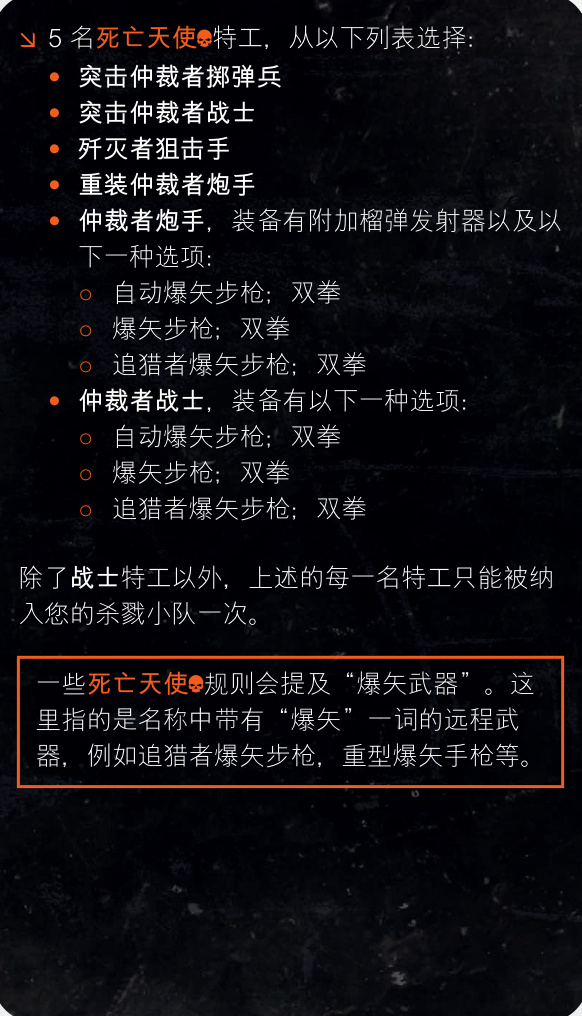 ↘ 5 名死亡天使💀特工，从以下列表选择：
• 突击仲裁者掷弹兵
• 突击仲裁者战士
• 歼灭者狙击手
• 重装仲裁者炮手
• 仲裁者炮手，装备有附加榴弹发射器以及以
下一种选项：
○ 自动爆矢步枪；双拳
○ 爆矢步枪；双拳
○ 追猎者爆矢步枪；双拳
• 仲裁者战士，装备有以下一种选项：
○ 自动爆矢步枪；双拳
○ 爆矢步枪；双拳
○ 追猎者爆矢步枪；双拳
除了战士特工以外，上述的每一名特工只能被纳
入您的杀戮小队一次。
一些死亡天使💀规则会提及“爆矢武器”。这
里指的是名称中带有“爆矢”一词的远程武
器，例如追猎者爆矢步枪，重型爆矢手枪等。